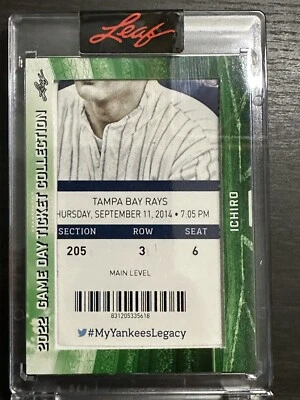 Leaf
Leaf
2022 GAME DAY TICKET COLLECTION
TAMPA BAY RAYS
HURSDAY, SEPTEMBER 11, 2014 • 7:05 PM
SECTION ROW SEAT
205 3 6
MAIN LEVEL
831205335618
#MyYankeesLegacy
ICHIRO